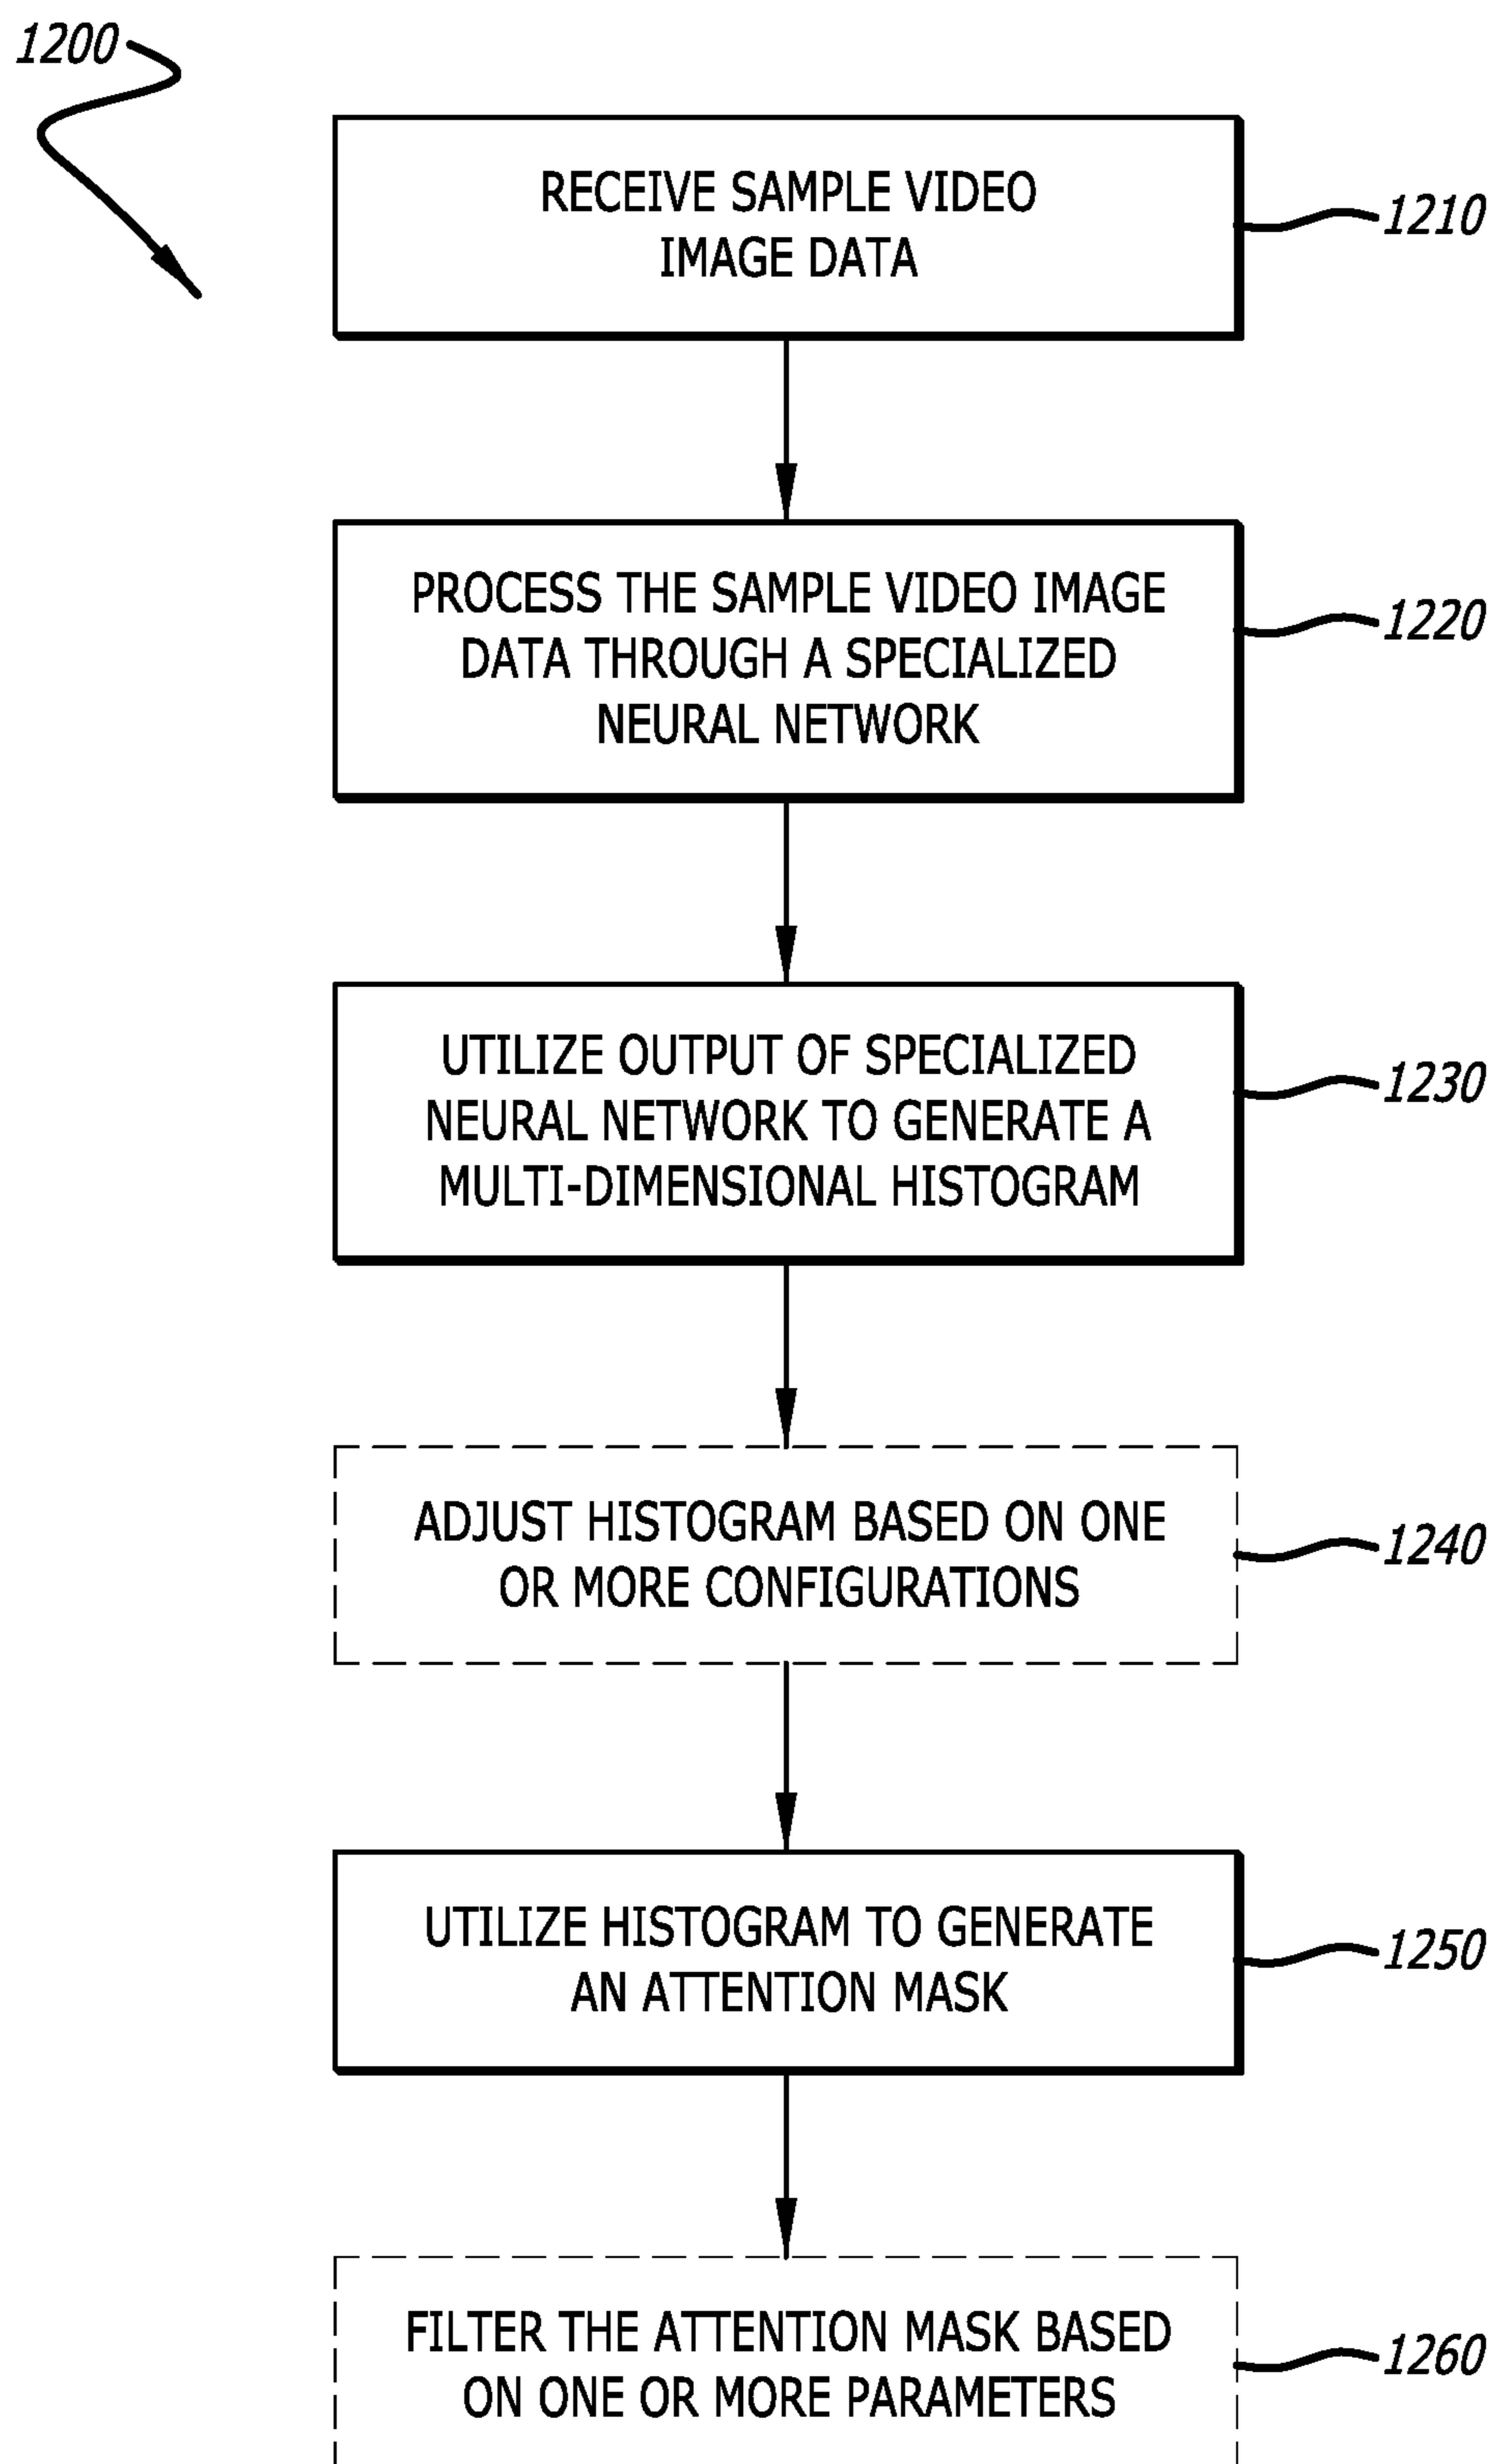 1200
RECEIVE SAMPLE VIDEO
IMAGE DATA
1210
PROCESS THE SAMPLE VIDEO IMAGE
DATA THROUGH A SPECIALIZED
NEURAL NETWORK
1220
UTILIZE OUTPUT OF SPECIALIZED
NEURAL NETWORK TO GENERATE A
MULTI-DIMENSIONAL HISTOGRAM
1230
ADJUST HISTOGRAM BASED ON ONE
OR MORE CONFIGURATIONS
1240
UTILIZE HISTOGRAM TO GENERATE
AN ATTENTION MASK
1250
FILTER THE ATTENTION MASK BASED
ON ONE OR MORE PARAMETERS
1260